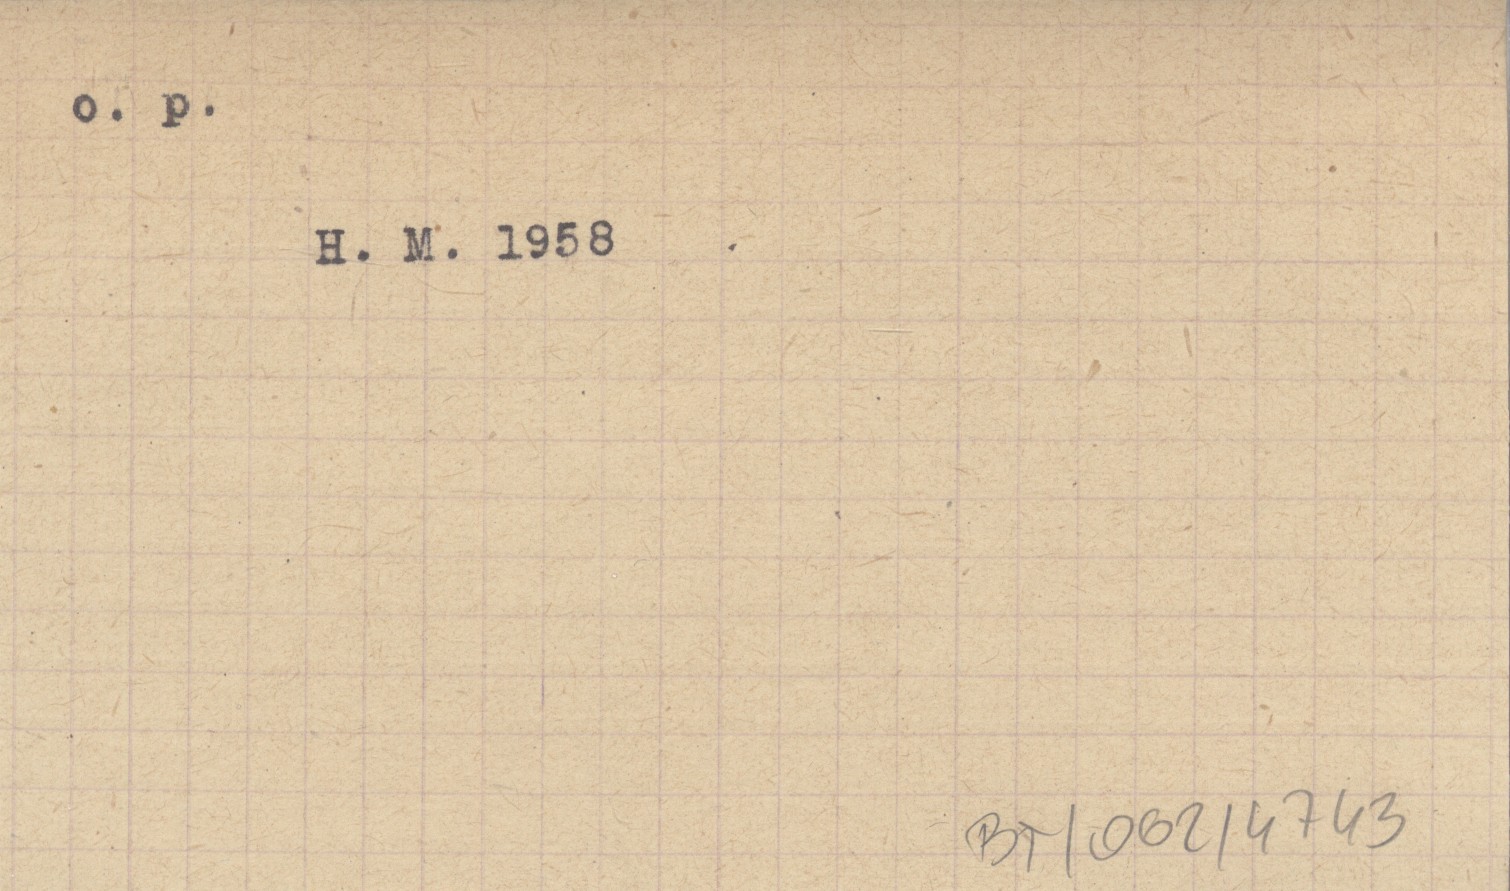 o. p.
H. M. 1958
BT/062/4743